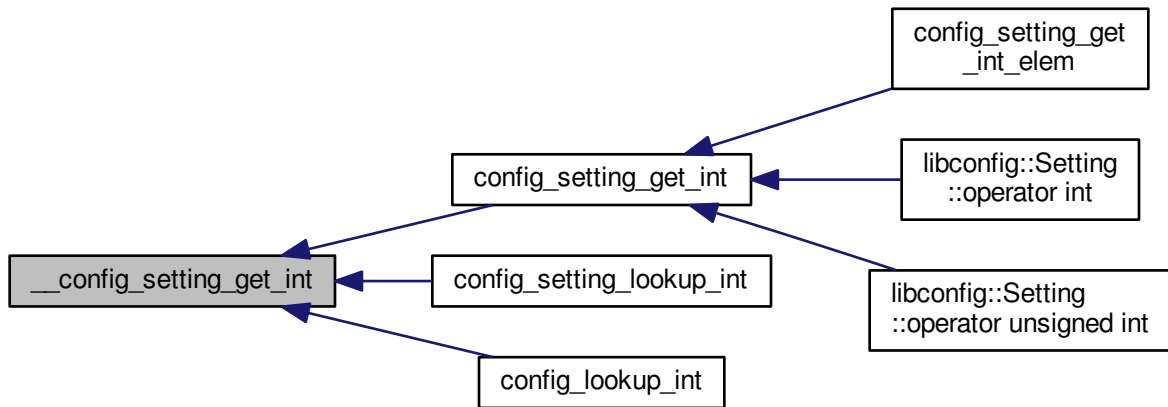 config_setting_get
_int_elem
config_setting_get_int
libconfig::Setting
::operator int
__config_setting_get_int
config_setting_lookup_int
libconfig::Setting
::operator unsigned int
config_lookup_int